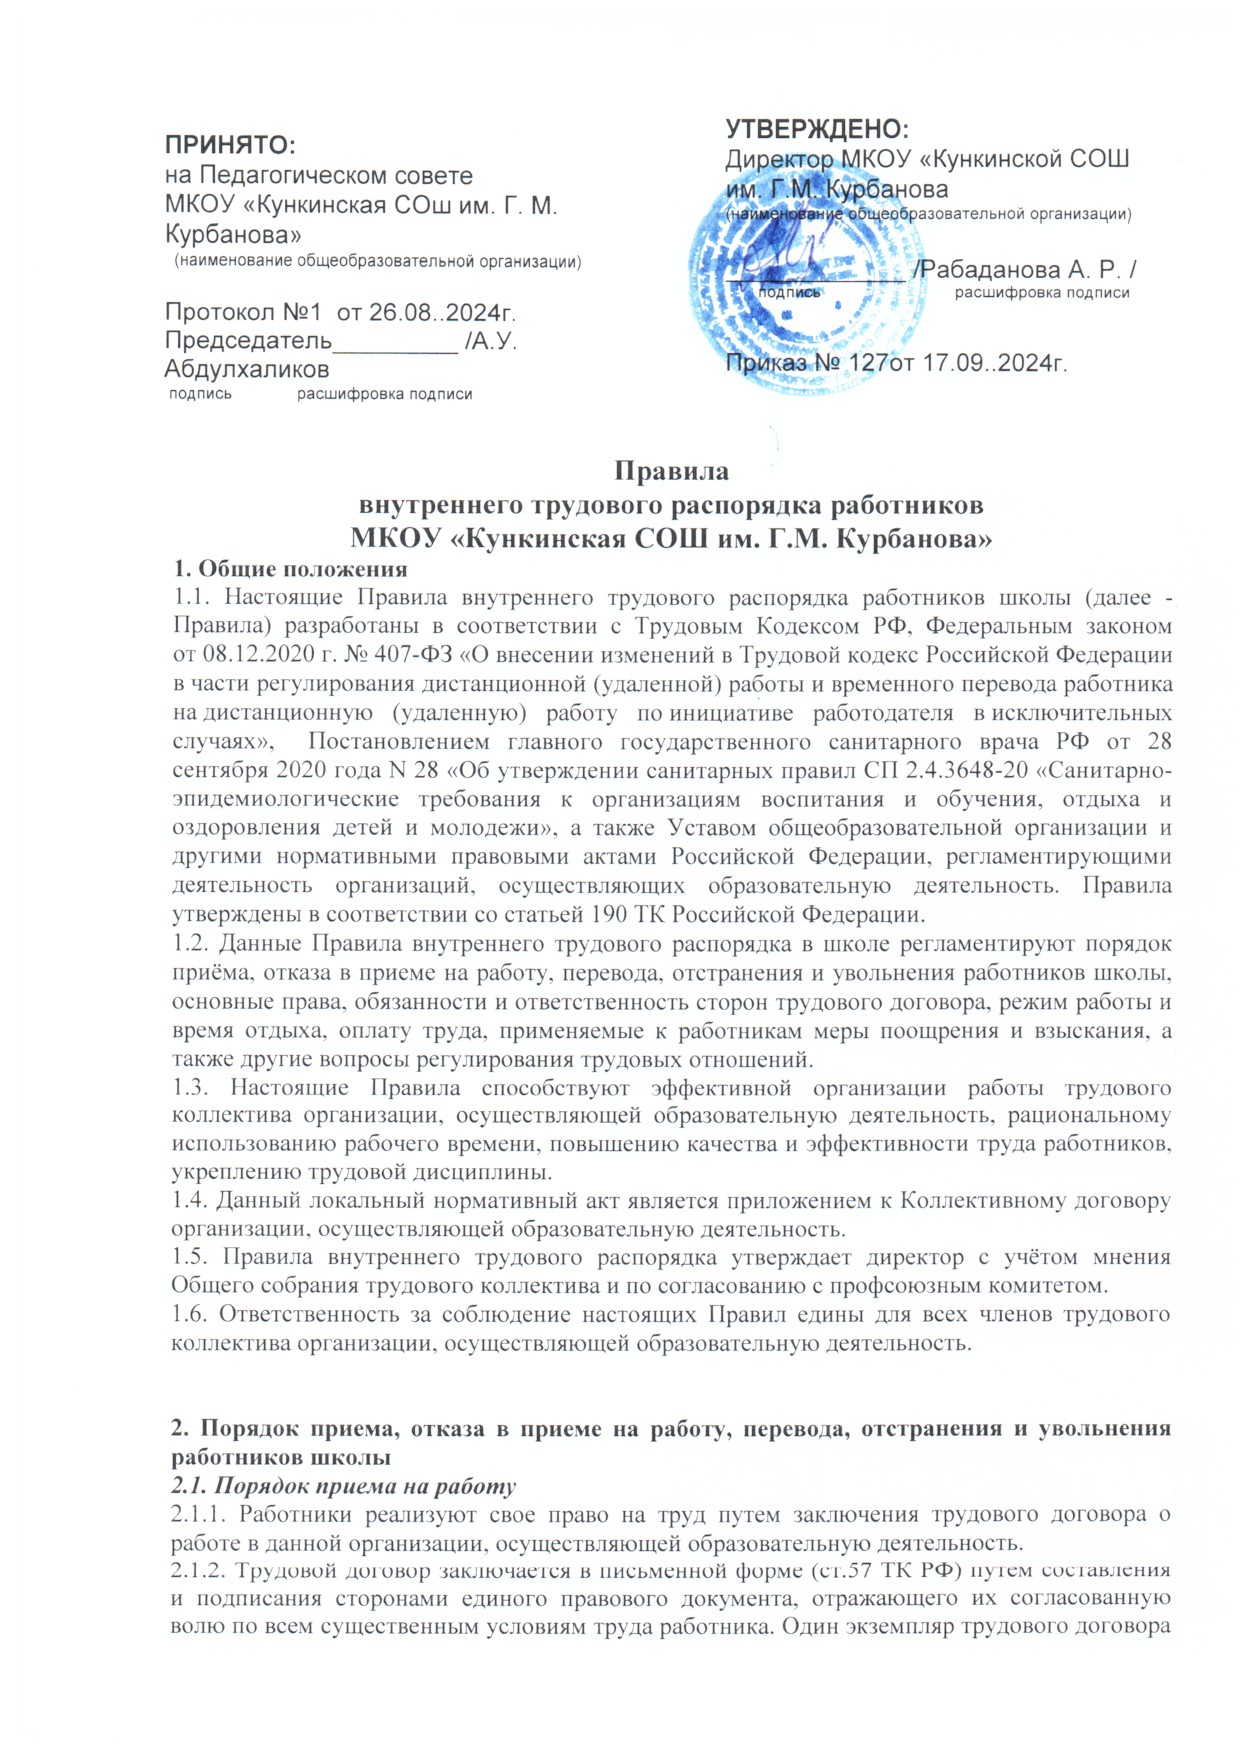 ПРИНЯТО:
на Педагогическом совете
МКОУ «Кункинская СОш им. Г. М.
Курбанова»
(наименование общеобразовательной организации)
Протокол №1 от 26.08..2024г.
Председатель__________ /А.У.
Абдулхаликов
подпись расшифровка подписи
УТВЕРЖДЕНО:
Директор МКОУ «Кункинской СОШ
им. Г.М. Курбанова
(наименование общеобразовательной организации)
______________ /Рабаданова А. Р. /
подпись расшифровка подписи
Приказ № 127от 17.09..2024г.
Правила
внутреннего трудового распорядка работников
МКОУ «Кункинская СОШ им. Г.М. Курбанова»
1. Общие положения
1.1. Настоящие Правила внутреннего трудового распорядка работников школы (далее -
Правила) разработаны в соответствии с Трудовым Кодексом РФ, Федеральным законом
от 08.12.2020 г. № 407-ФЗ «О внесении изменений в Трудовой кодекс Российской Федерации
в части регулирования дистанционной (удаленной) работы и временного перевода работника
на дистанционную (удаленную) работу по инициативе работодателя в исключительных
случаях», Постановлением главного государственного санитарного врача РФ от 28
сентября 2020 года N 28 «Об утверждении санитарных правил СП 2.4.3648-20 «Санитарно-
эпидемиологические требования к организациям воспитания и обучения, отдыха и
оздоровления детей и молодежи», а также Уставом общеобразовательной организации и
другими нормативными правовыми актами Российской Федерации, регламентирующими
деятельность организаций, осуществляющих образовательную деятельность. Правила
утверждены в соответствии со статьей 190 ТК Российской Федерации.
1.2. Данные Правила внутреннего трудового распорядка в школе регламентируют порядок
приёма, отказа в приеме на работу, перевода, отстранения и увольнения работников школы,
основные права, обязанности и ответственность сторон трудового договора, режим работы и
время отдыха, оплату труда, применяемые к работникам меры поощрения и взыскания, а
также другие вопросы регулирования трудовых отношений.
1.3. Настоящие Правила способствуют эффективной организации работы трудового
коллектива организации, осуществляющей образовательную деятельность, рациональному
использованию рабочего времени, повышению качества и эффективности труда работников,
укреплению трудовой дисциплины.
1.4. Данный локальный нормативный акт является приложением к Коллективному договору
организации, осуществляющей образовательную деятельность.
1.5. Правила внутреннего трудового распорядка утверждает директор с учётом мнения
Общего собрания трудового коллектива и по согласованию с профсоюзным комитетом.
1.6. Ответственность за соблюдение настоящих Правил едины для всех членов трудового
коллектива организации, осуществляющей образовательную деятельность.
2. Порядок приема, отказа в приеме на работу, перевода, отстранения и увольнения
работников школы
2.1. Порядок приема на работу
2.1.1. Работники реализуют свое право на труд путем заключения трудового договора о
работе в данной организации, осуществляющей образовательную деятельность.
2.1.2. Трудовой договор заключается в письменной форме (ст.57 ТК РФ) путем составления
и подписания сторонами единого правового документа, отражающего их согласованную
волю по всем существенным условиям труда работника. Один экземпляр трудового договора